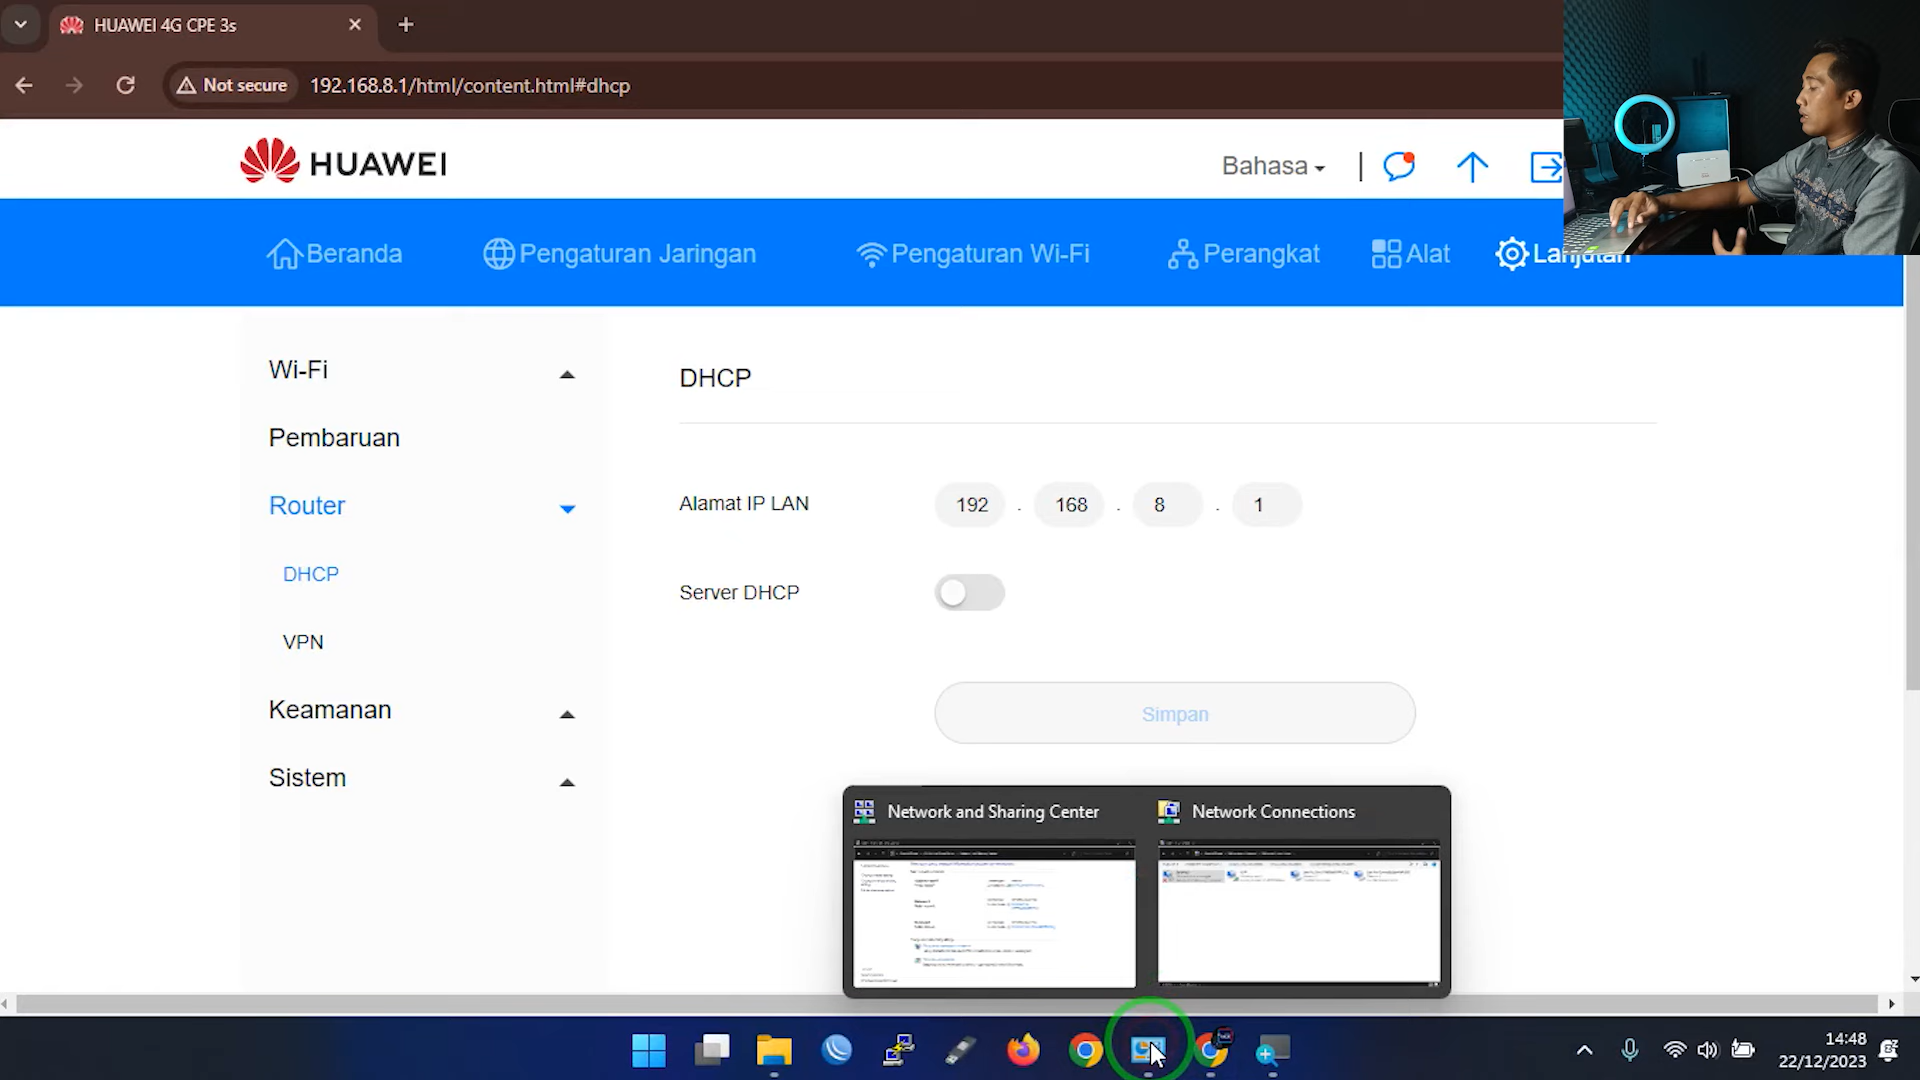 HUAWEI 4G CPE 3s
Not secure
192.168.8.1/html/content.html#dhcp
HUAWEI
Bahasa
Beranda
Pengaturan Jaringan
Pengaturan Wi-Fi
Perangkat
Alat
Lanjutan
Wi-Fi
Pembaruan
Router
DHCP
VPN
Keamanan
Sistem
DHCP
Alamat IP LAN
192 . 168 . 8 . 1
Server DHCP
Simpan
Network and Sharing Center
Network Connections
14:48
22/12/2023